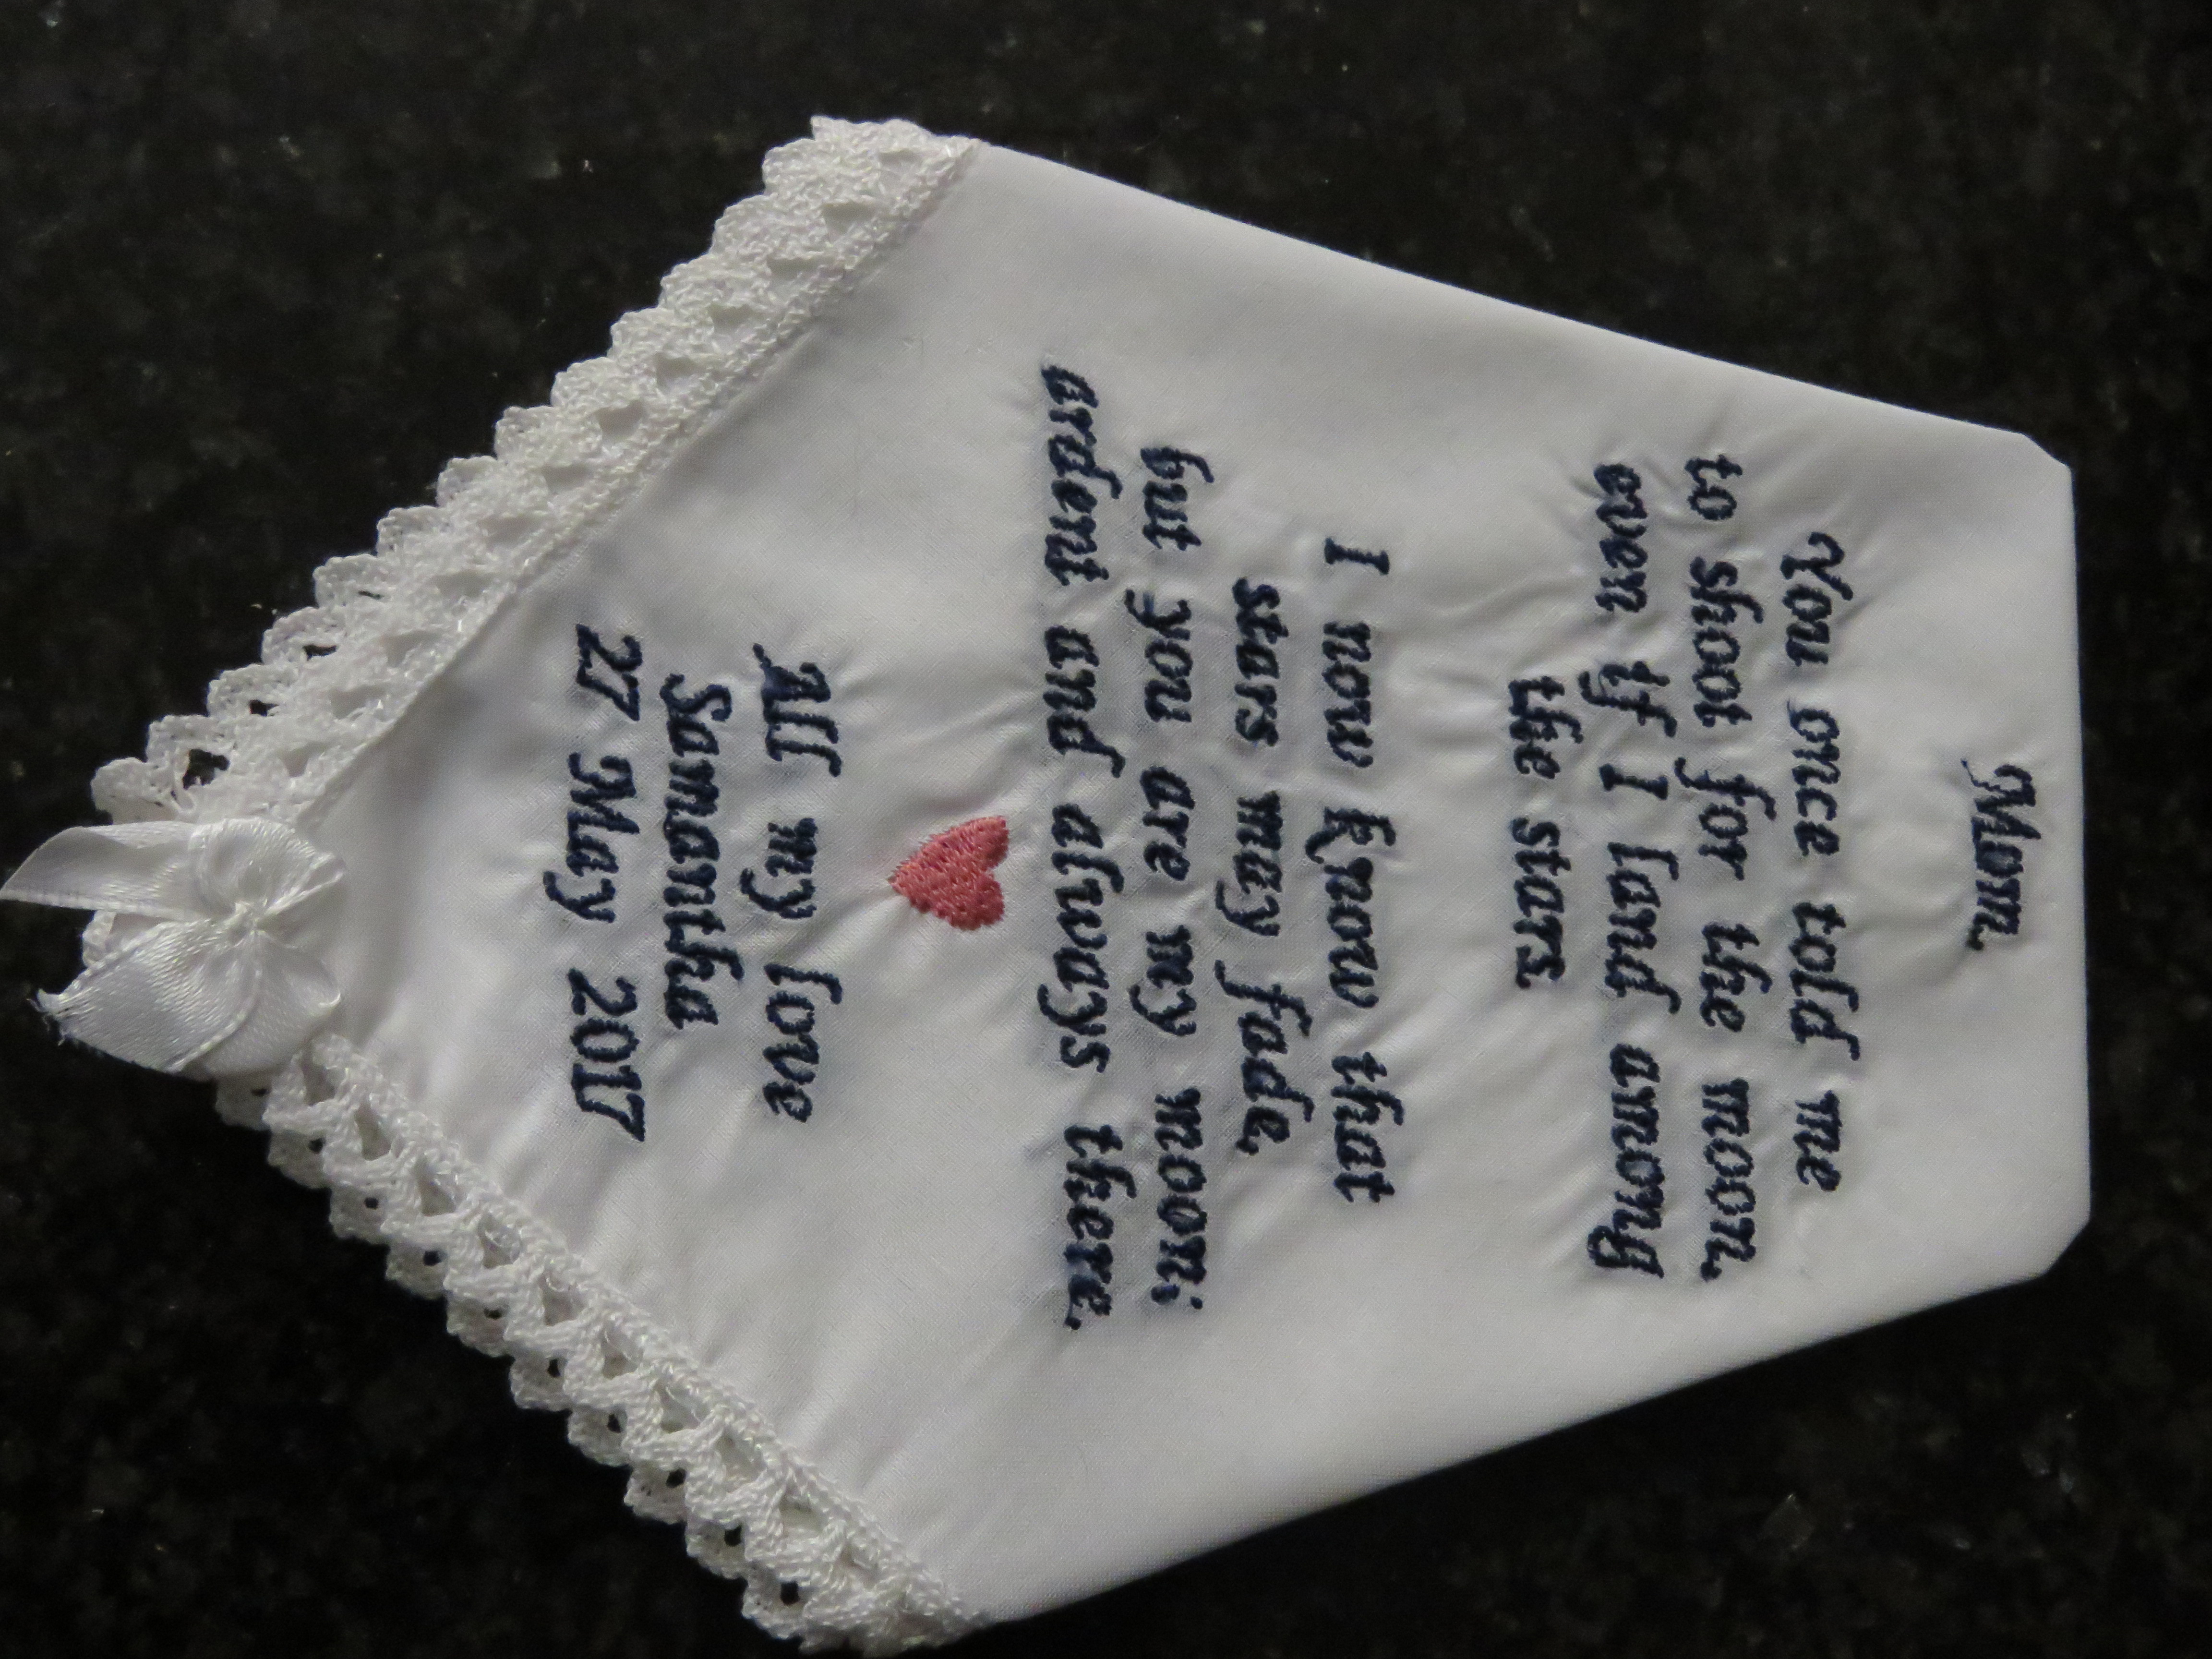 Mom,
You once told me
to shoot for the moon,
even if I land among
the stars.
I now know that
stars may fade,
but you are my moon;
ardent and always there.
All my love
Samantha
27 May 2017